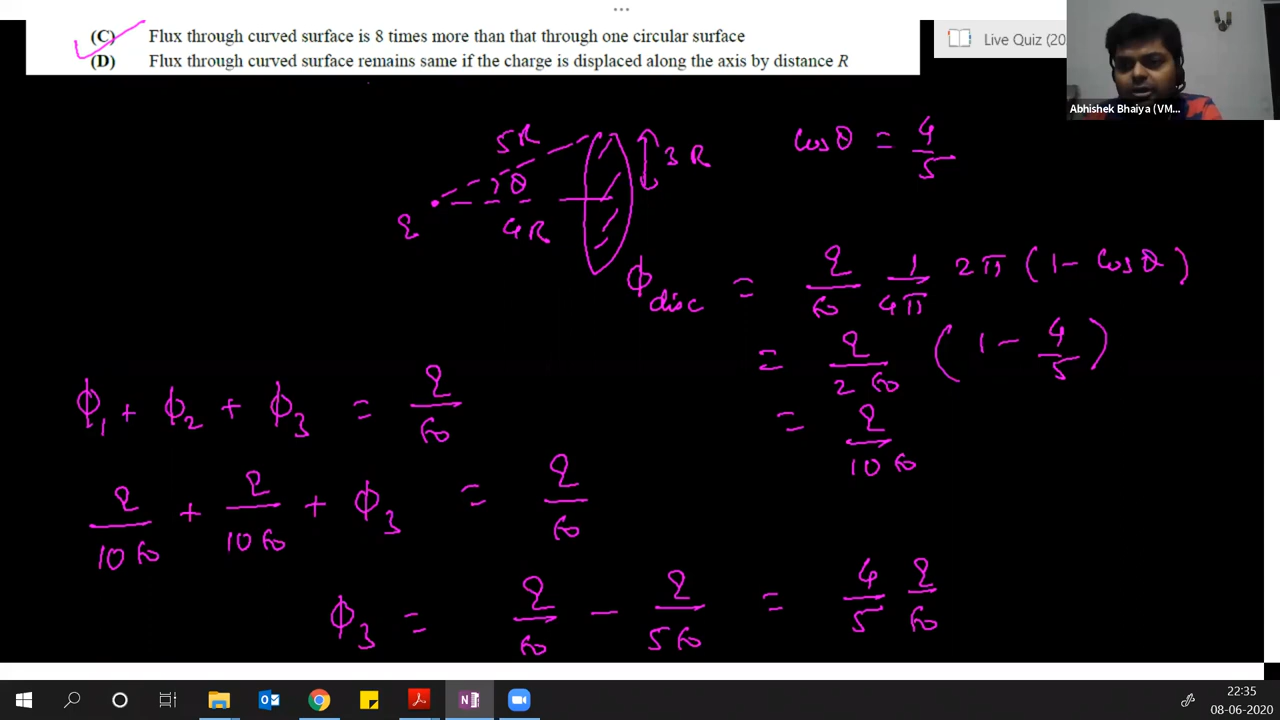 (C) Flux through curved surface is 8 times more than that through one circular surface
(D) Flux through curved surface remains same if the charge is displaced along the axis by distance R
Live Quiz (20
Abhishek Bhaiya (VM...
5R
3R
cosθ = 4/5
θ
q
4R
ϕdisc = q/ϵ0 1/4π 2π (1 - cosθ)
= q/2ϵ0 (1 - 4/5)
= q/10ϵ0
ϕ1 + ϕ2 + ϕ3 = q/ϵ0
q/10ϵ0 + q/10ϵ0 + ϕ3 = q/ϵ0
ϕ3 = q/ϵ0 - q/5ϵ0 = 4/5 q/ϵ0
22:35
08-06-2020